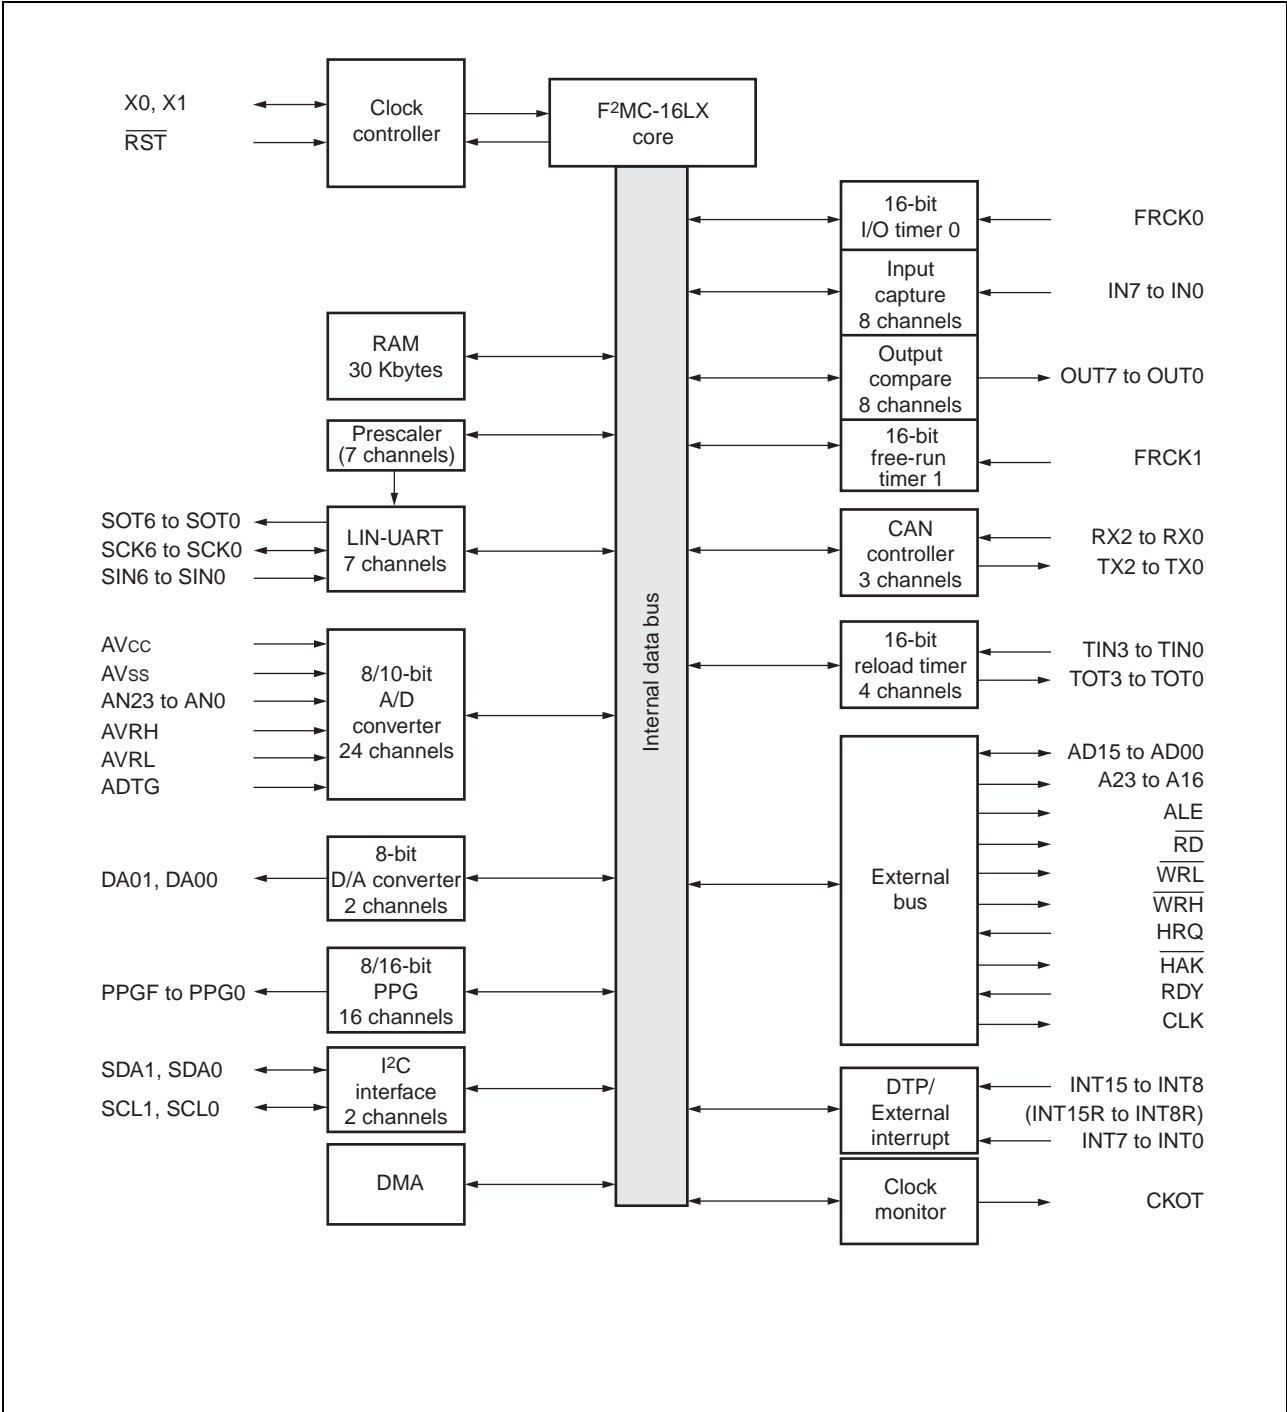 X0, X1
RST
Clock
controller
F²MC-16LX
core
16-bit
I/O timer 0
FRCK0
Input
capture
8 channels
IN7 to IN0
RAM
30 Kbytes
Output
compare
8 channels
OUT7 to OUT0
Prescaler
(7 channels)
16-bit
free-run
timer 1
FRCK1
SOT6 to SOT0
SCK6 to SCK0
SIN6 to SIN0
LIN-UART
7 channels
CAN
controller
3 channels
RX2 to RX0
TX2 to TX0
Internal data bus
AVCC
AVSS
AN23 to AN0
AVRH
AVRL
ADTG
8/10-bit
A/D
converter
24 channels
16-bit
reload timer
4 channels
TIN3 to TIN0
TOT3 to TOT0
External
bus
AD15 to AD00
A23 to A16
ALE
RD
WRL
WRH
HRQ
HAK
RDY
CLK
DA01, DA00
8-bit
D/A converter
2 channels
PPGF to PPG0
8/16-bit
PPG
16 channels
SDA1, SDA0
SCL1, SCL0
I²C
interface
2 channels
DTP/
External
interrupt
INT15 to INT8
(INT15R to INT8R)
INT7 to INT0
DMA
Clock
monitor
CKOT